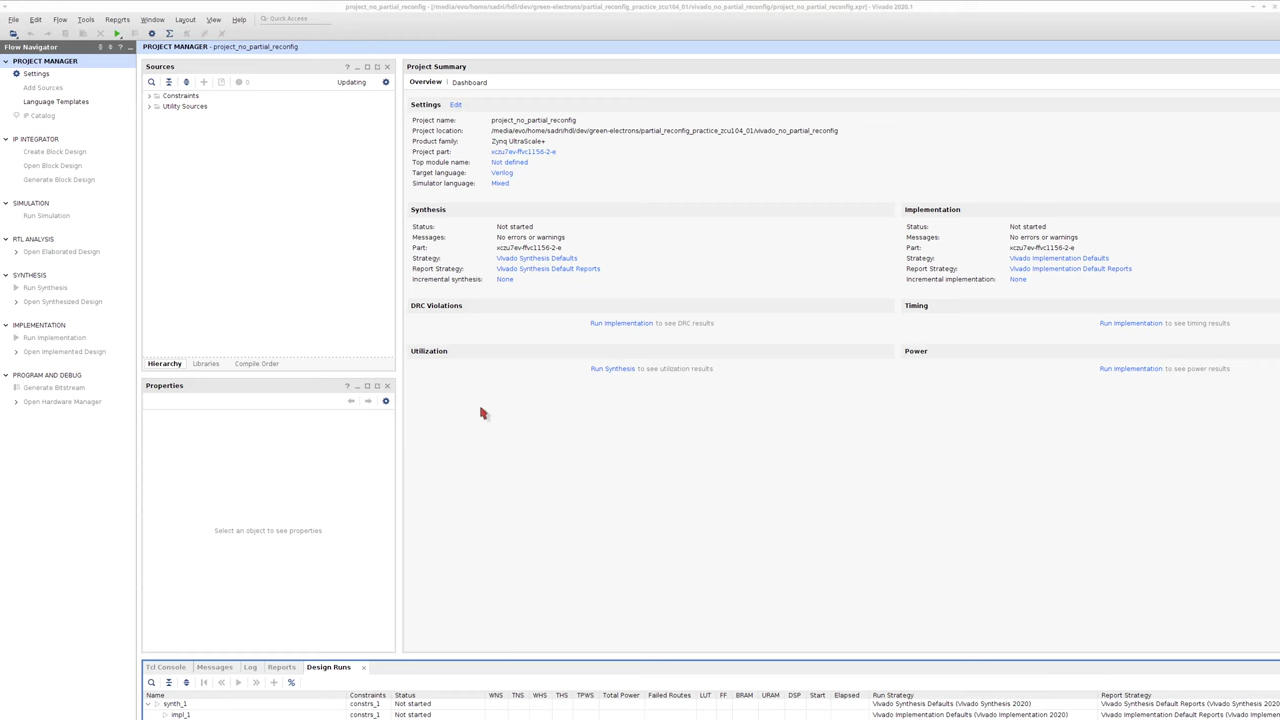 project_no_partial_reconfig - [/media/evo/home/sadri/hdl/dev/green-electrons/partial_reconfig_practice_zcu104_01/vivado_no_partial_reconfig/project_no_partial_reconfig.xpr] - Vivado 2020.1
File Edit Flow Tools Reports Window Layout View Help Quick Access
Flow Navigator
PROJECT MANAGER - project_no_partial_reconfig
PROJECT MANAGER
Settings
Add Sources
Language Templates
IP Catalog
IP INTEGRATOR
Create Block Design
Open Block Design
Generate Block Design
SIMULATION
Run Simulation
RTL ANALYSIS
Open Elaborated Design
SYNTHESIS
Run Synthesis
Open Synthesized Design
IMPLEMENTATION
Run Implementation
Open Implemented Design
PROGRAM AND DEBUG
Generate Bitstream
Open Hardware Manager
Sources
0 Updating
Constraints
Utility Sources
Hierarchy Libraries Compile Order
Properties
Select an object to see properties
Project Summary
Overview Dashboard
Settings Edit
Project name: project_no_partial_reconfig
Project location: /media/evo/home/sadri/hdl/dev/green-electrons/partial_reconfig_practice_zcu104_01/vivado_no_partial_reconfig
Product family: Zynq UltraScale+
Project part: xczu7ev-ffvc1156-2-e
Top module name: Not defined
Target language: Verilog
Simulator language: Mixed
Synthesis
Status: Not started
Messages: No errors or warnings
Part: xczu7ev-ffvc1156-2-e
Strategy: Vivado Synthesis Defaults
Report Strategy: Vivado Synthesis Default Reports
Incremental synthesis: None
Implementation
Status: Not started
Messages: No errors or warnings
Part: xczu7ev-ffvc1156-2-e
Strategy: Vivado Implementation Defaults
Report Strategy: Vivado Implementation Default Reports
Incremental implementation: None
DRC Violations
Run Implementation to see DRC results
Timing
Run Implementation to see timing results
Utilization
Run Synthesis to see utilization results
Power
Run Implementation to see power results
Tcl Console Messages Log Reports Design Runs
Name Constraints Status WNS TNS WHS THS TPWS Total Power Failed Routes LUT FF BRAM URAM DSP Start Elapsed Run Strategy Report Strategy
synth_1 constrs_1 Not started Vivado Synthesis Defaults (Vivado Synthesis 2020) Vivado Synthesis Default Reports (Vivado Synthesis 2020)
impl_1 constrs_1 Not started Vivado Implementation Defaults (Vivado Implementation 2020) Vivado Implementation Default Reports (Vivado Impleme